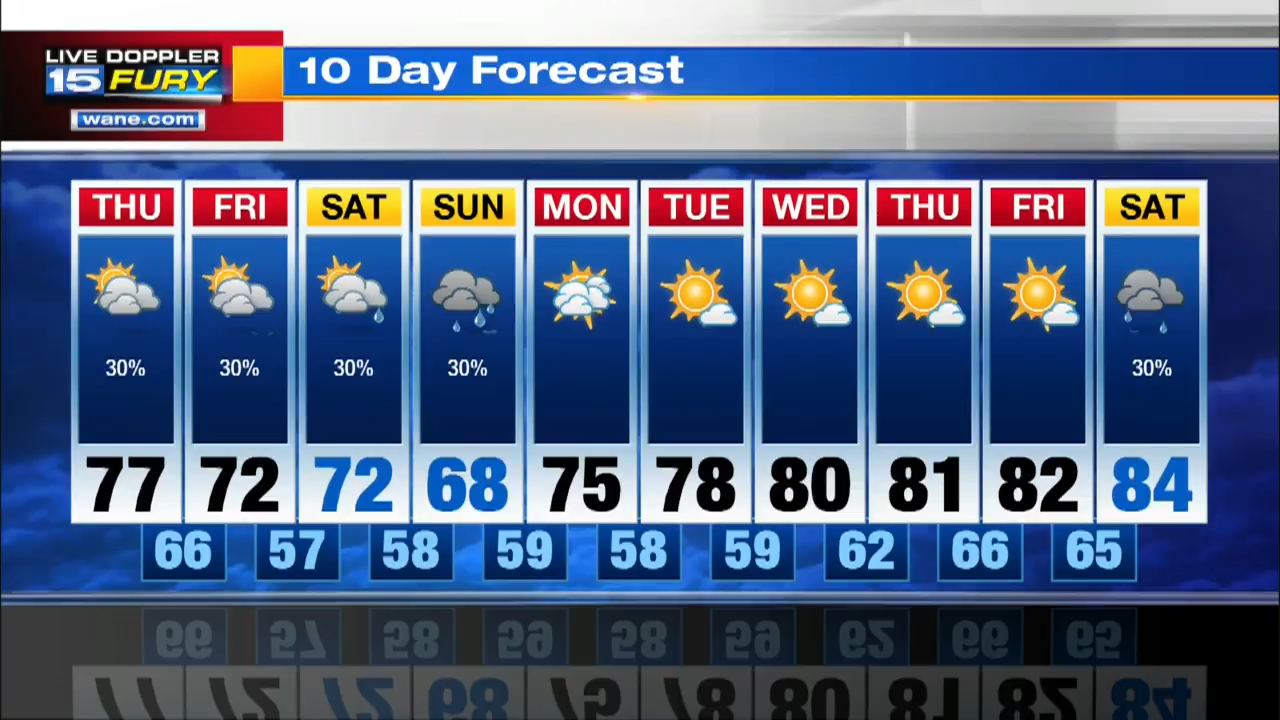 LIVE DOPPLER
15 FURY
wane.com
10 Day Forecast
THU FRI SAT SUN MON TUE WED THU FRI SAT
30% 30% 30% 30% 30%
77 72 72 68 75 78 80 81 82 84
66 57 58 59 58 59 62 66 65